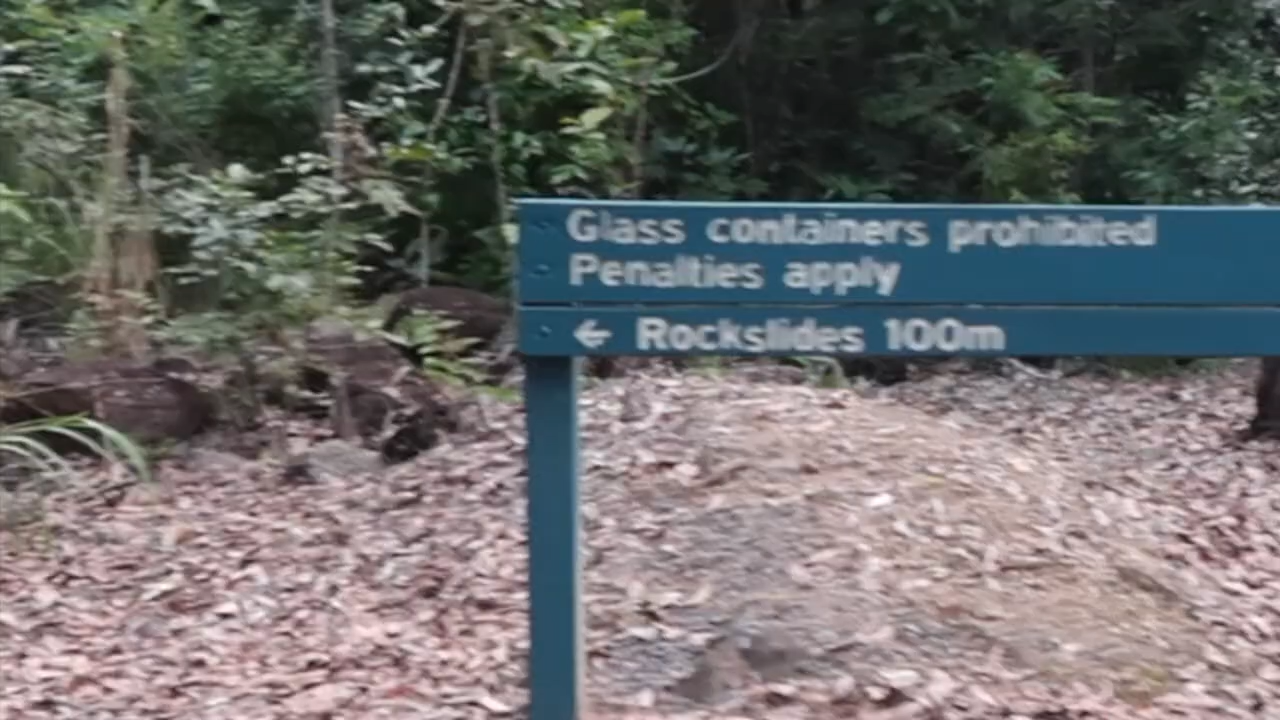 Glass containers prohibited
Penalties apply
← Rockslides 100m